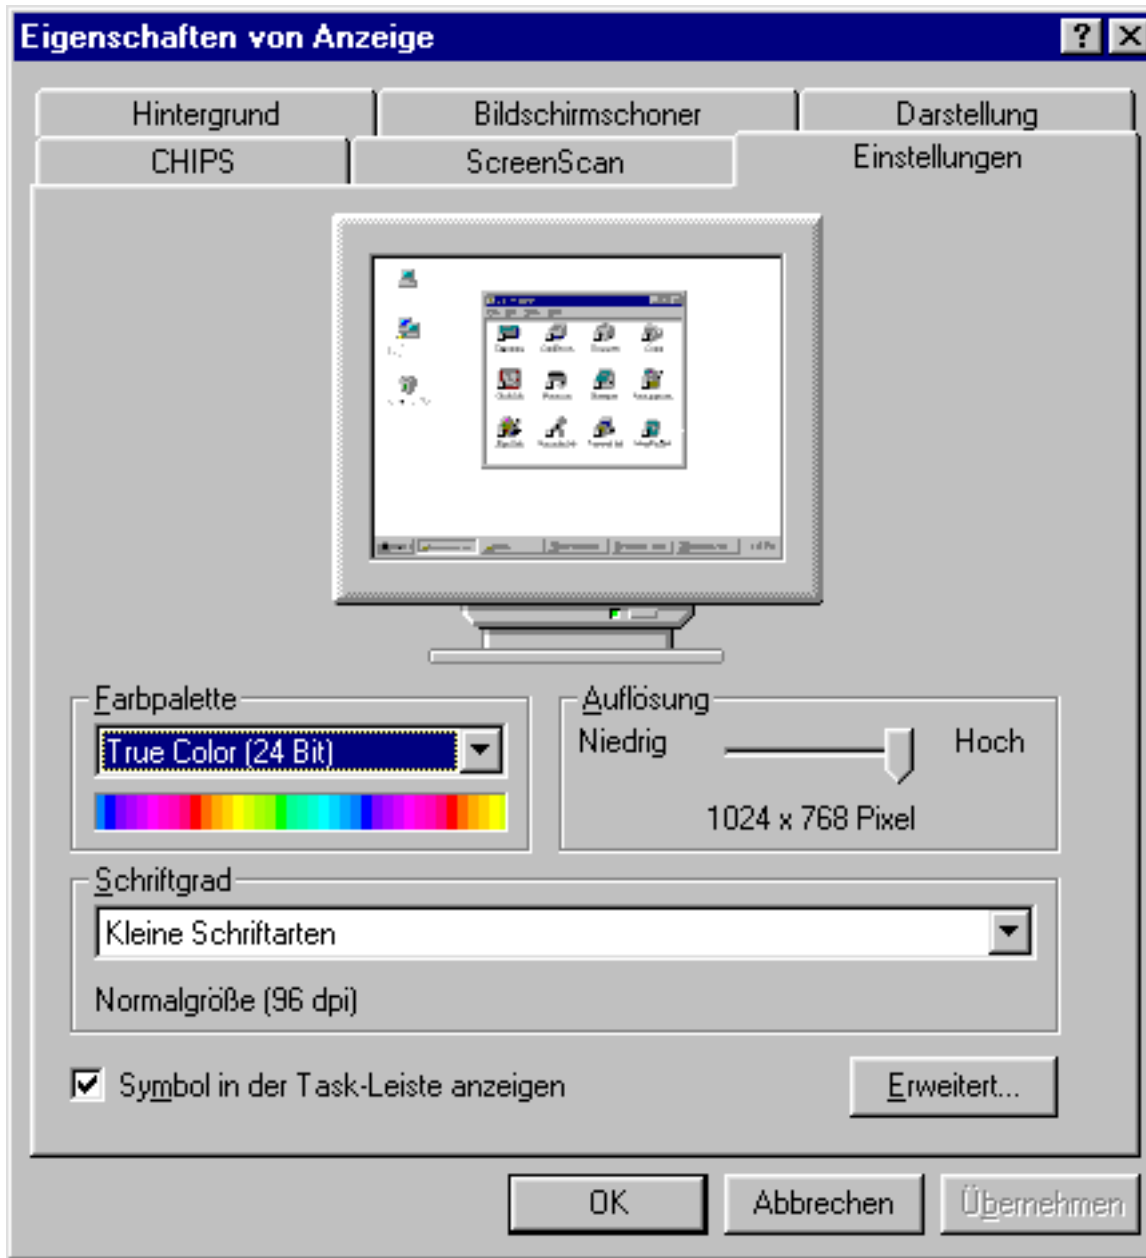 Eigenschaften von Anzeige
Hintergrund Bildschirmschoner Darstellung
CHIPS ScreenScan Einstellungen
Farbpalette
True Color (24 Bit)
Auflösung
Niedrig Hoch
1024 x 768 Pixel
Schriftgrad
Kleine Schriftarten
Normalgröße (96 dpi)
Symbol in der Task-Leiste anzeigen
Erweitert...
OK Abbrechen Übernehmen